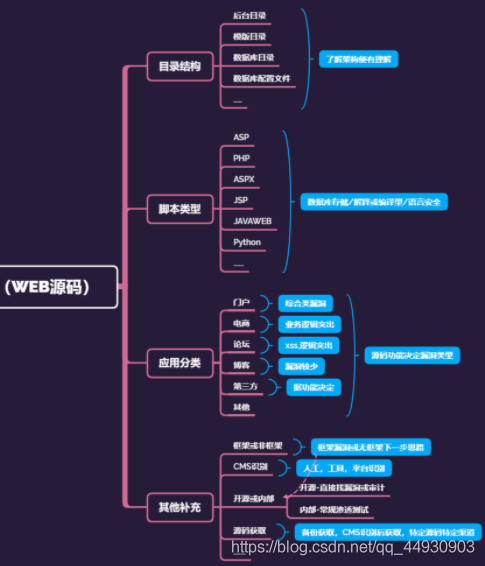 (WEB源码)
目录结构
后台目录
模版目录
数据库目录
数据库配置文件
......
了解架构便有理解
脚本类型
ASP
PHP
ASPX
JSP
JAVAWEB
Python
......
数据库存储/解释或编译型/语言安全
应用分类
门户
综合类漏洞
电商
业务逻辑突出
论坛
xss,逻辑突出
博客
漏洞较少
第三方
据功能决定
其他
源码功能决定漏洞类型
其他补充
框架或非框架
框架漏洞或无框架下一步思路
CMS识别
人工,工具,平台识别
开源或内部
开源-直接找漏洞或审计
内部-常规渗透测试
源码获取
备份获取,CMS识别后获取,特定源码特定渠道
......
https://blog.csdn.net/qq_44930903